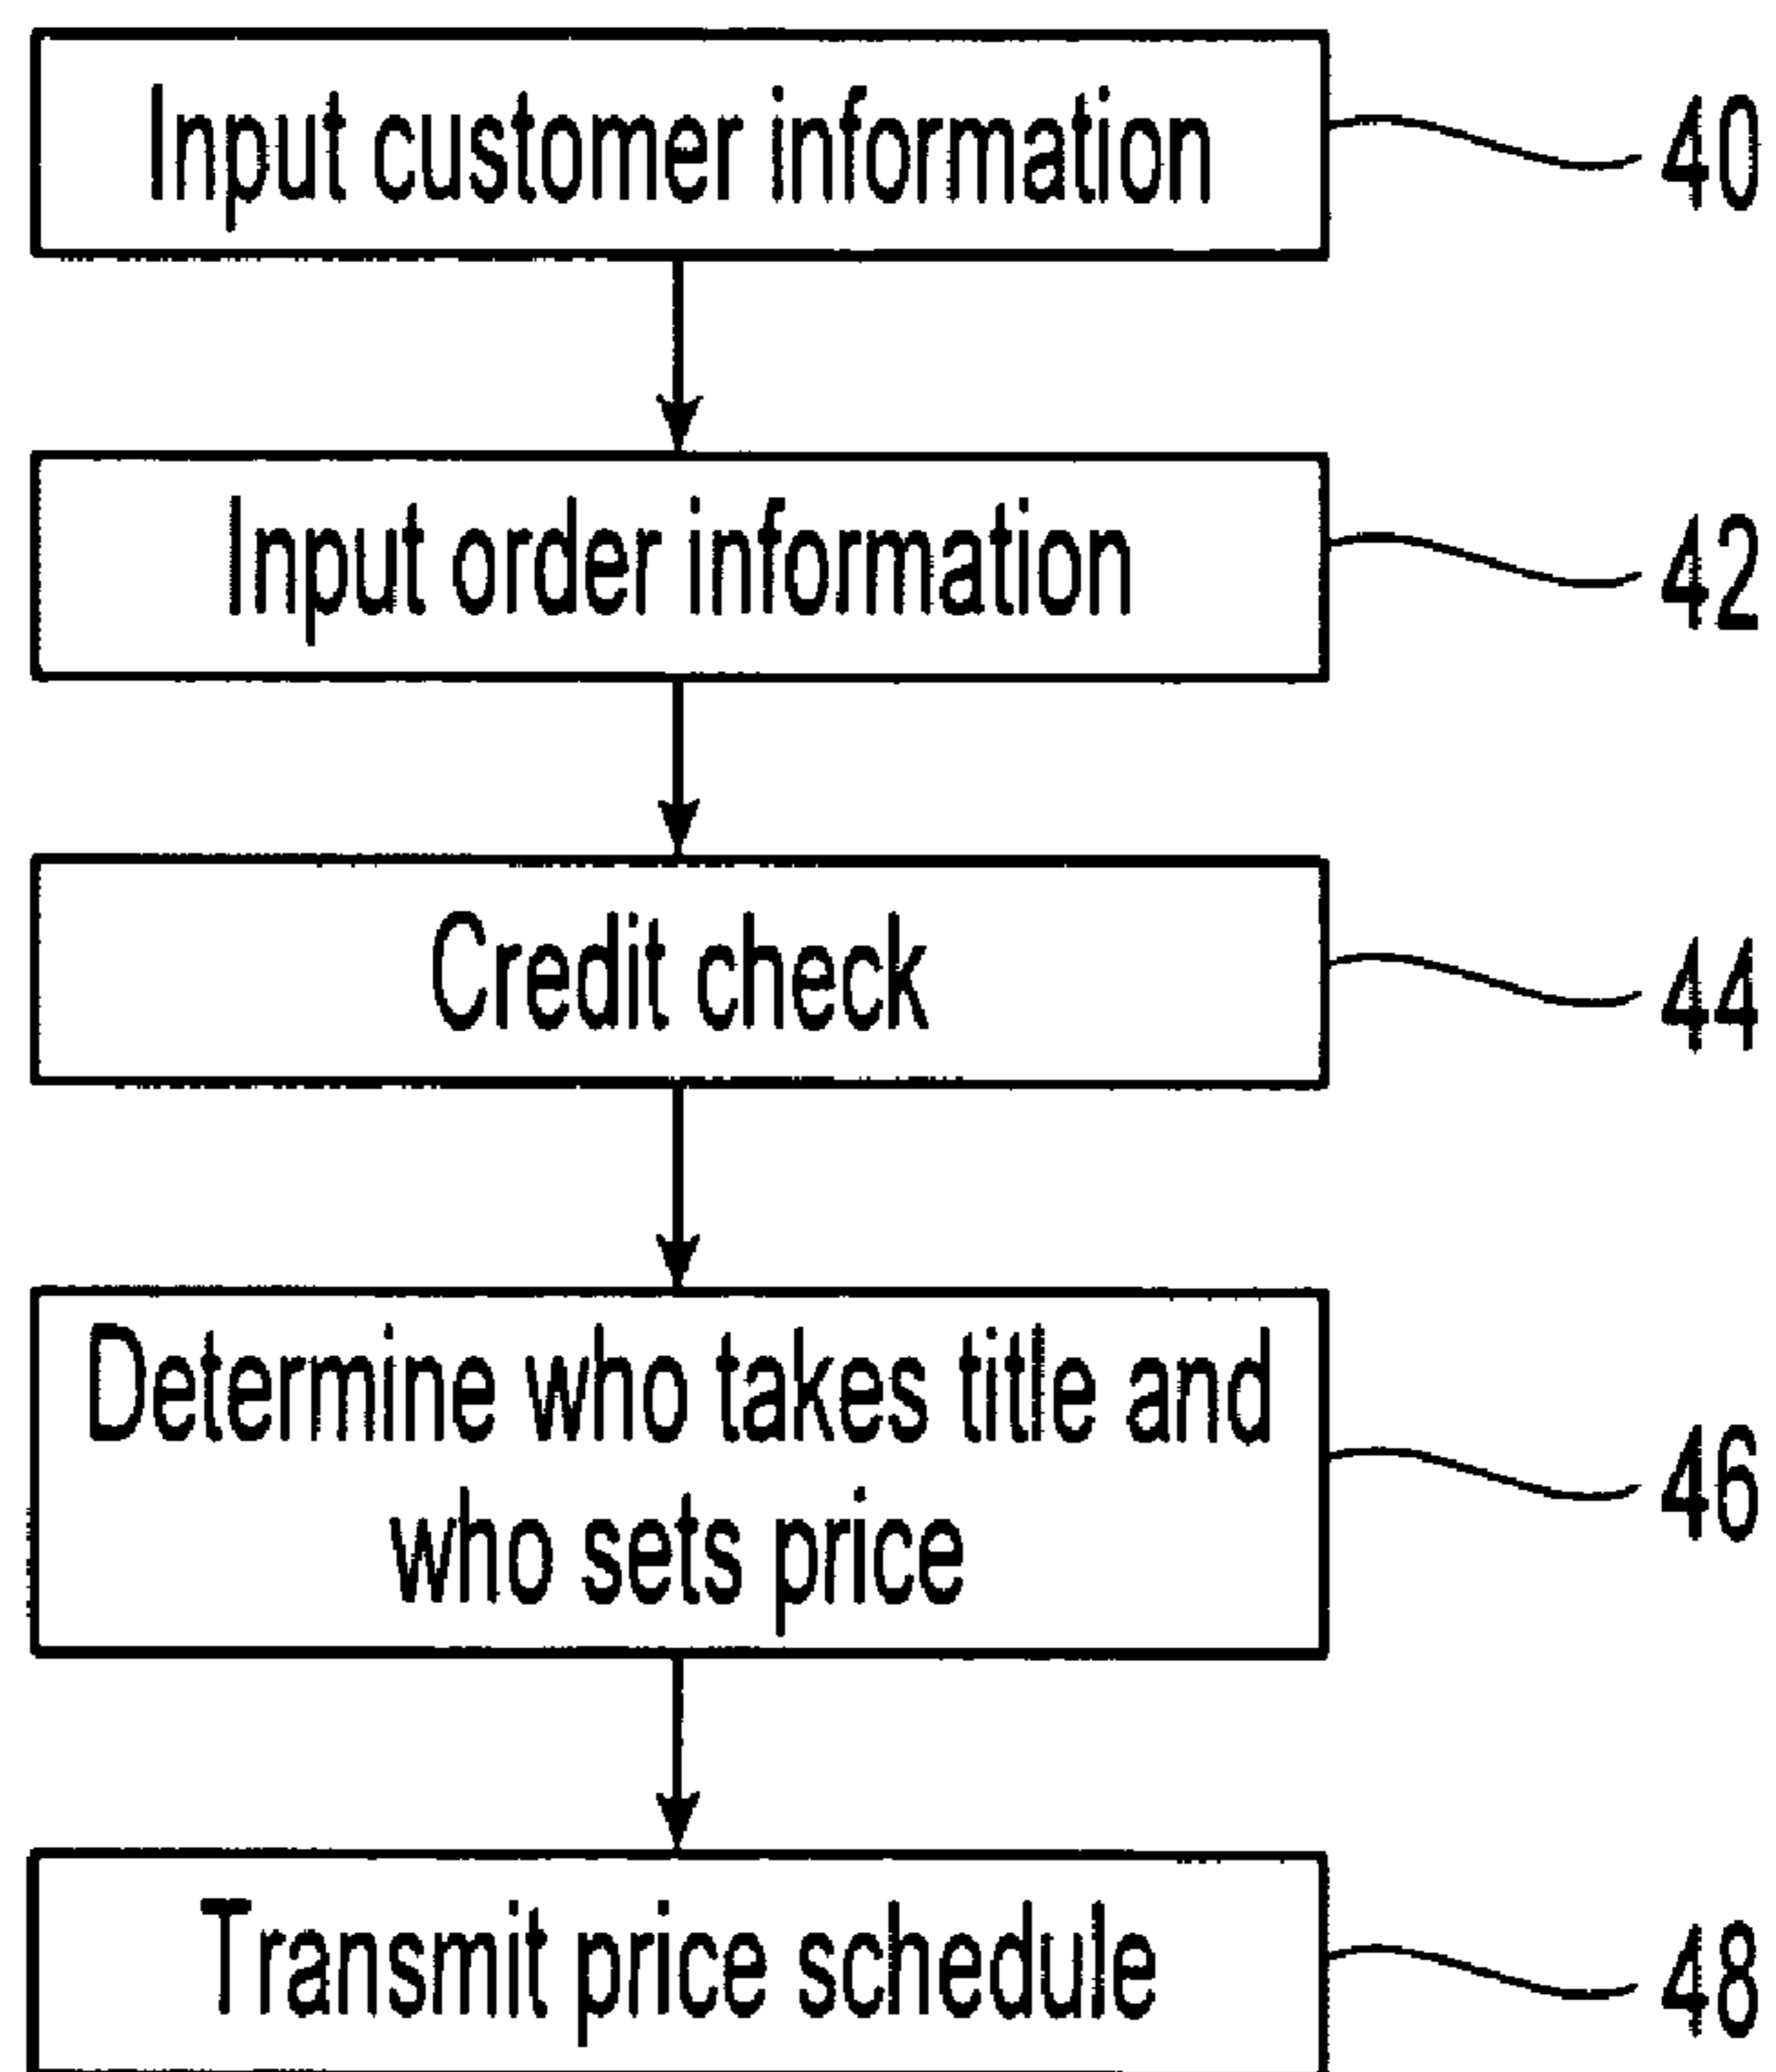 Input customer information
40
Input order information
42
Credit check
44
Determine who takes title and
who sets price
46
Transmit price schedule
48